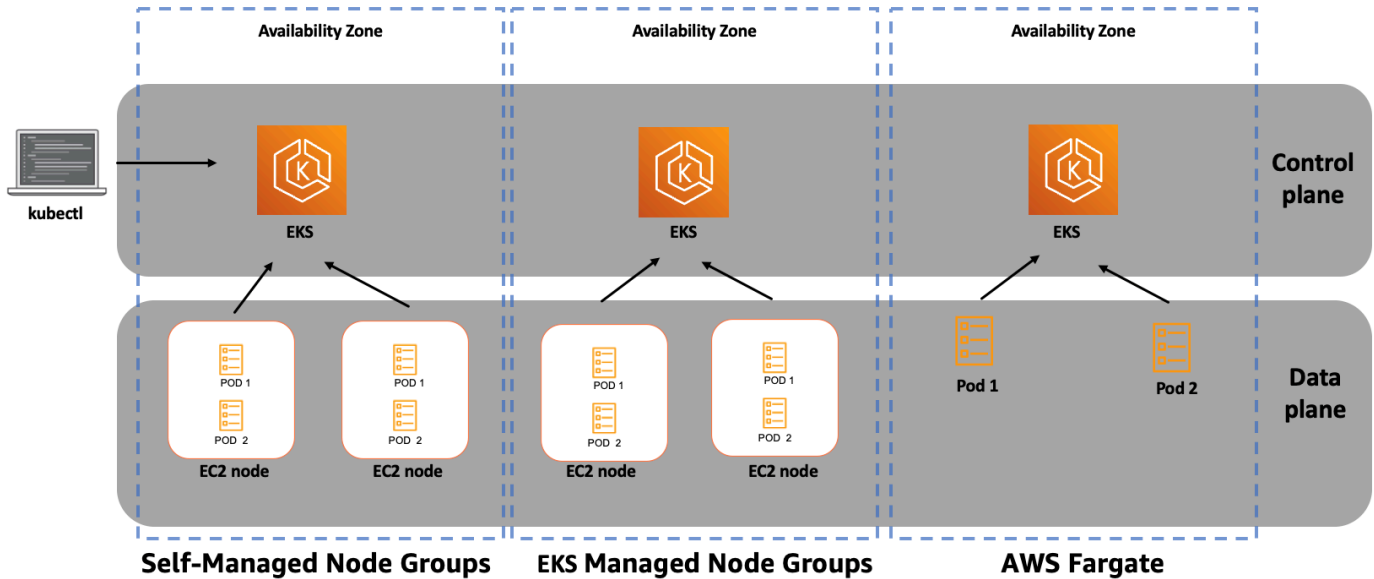 Availability Zone
Availability Zone
Availability Zone
kubectl
K
EKS
K
EKS
K
EKS
Control
plane
POD 1
POD 2
EC2 node
POD 1
POD 2
EC2 node
POD 1
POD 2
EC2 node
POD 1
POD 2
EC2 node
Pod 1
Pod 2
Data
plane
Self-Managed Node Groups
EKS Managed Node Groups
AWS Fargate